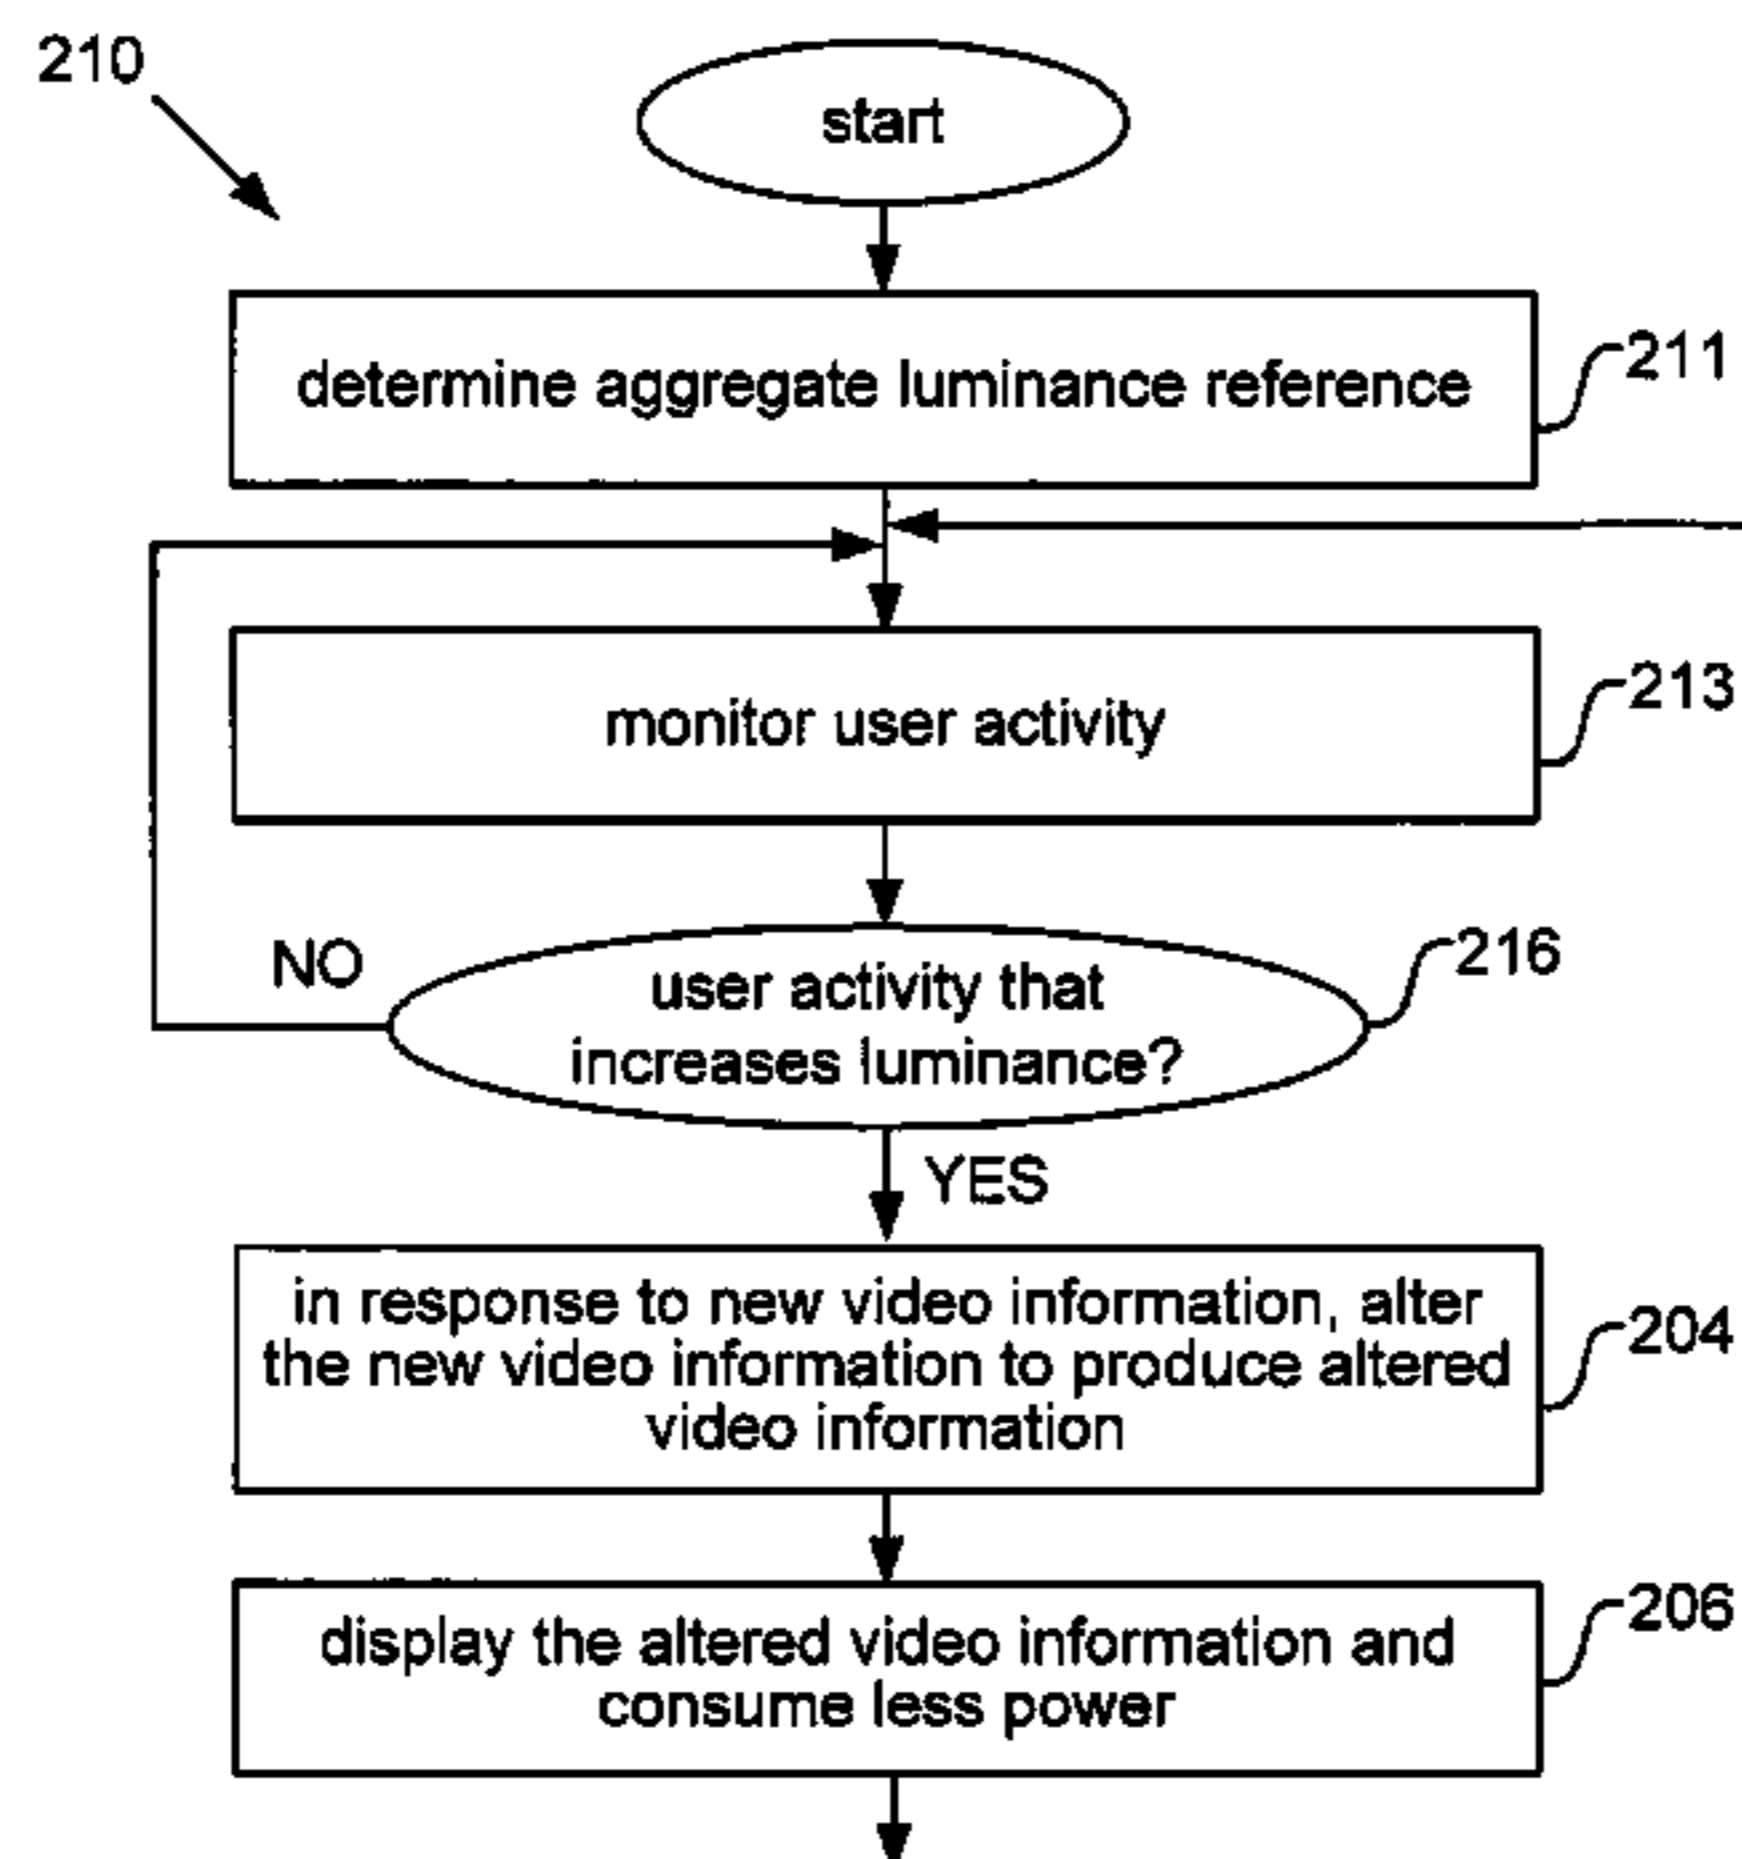 210
start
determine aggregate luminance reference
211
monitor user activity
213
NO
user activity that
increases luminance?
216
YES
in response to new video information, alter
the new video information to produce altered
video information
204
display the altered video information and
consume less power
206